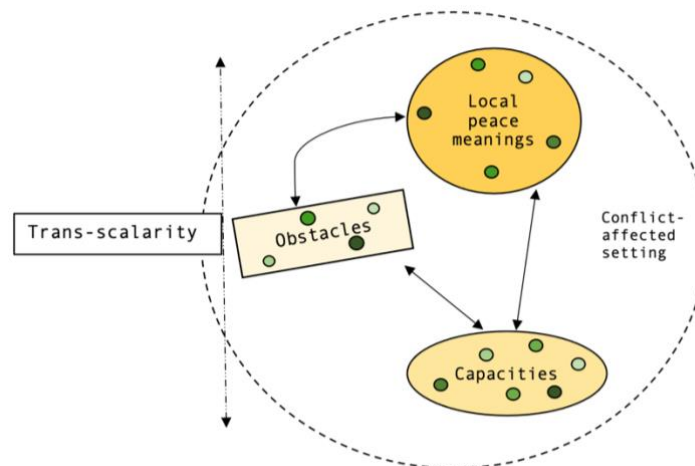 Local
peace
meanings
Trans-scalarity
Obstacles
Conflict-
affected
setting
Capacities